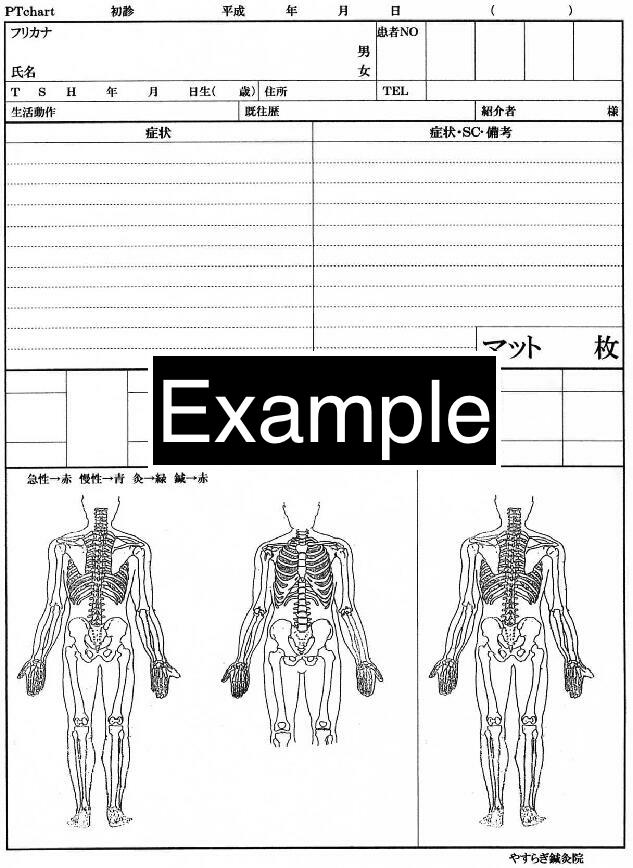 PTchart 初診 平成 年 月 日 ( )
フリカナ 患者NO
男
氏名 女
T S H 年 月 日生( 歳) 住所 TEL
生活動作 既往歴 紹介者 様
症状 症状・SC・備考
マット 枚
Example
急性→赤 慢性→青 灸→緑 鍼→赤
やすらぎ鍼灸院